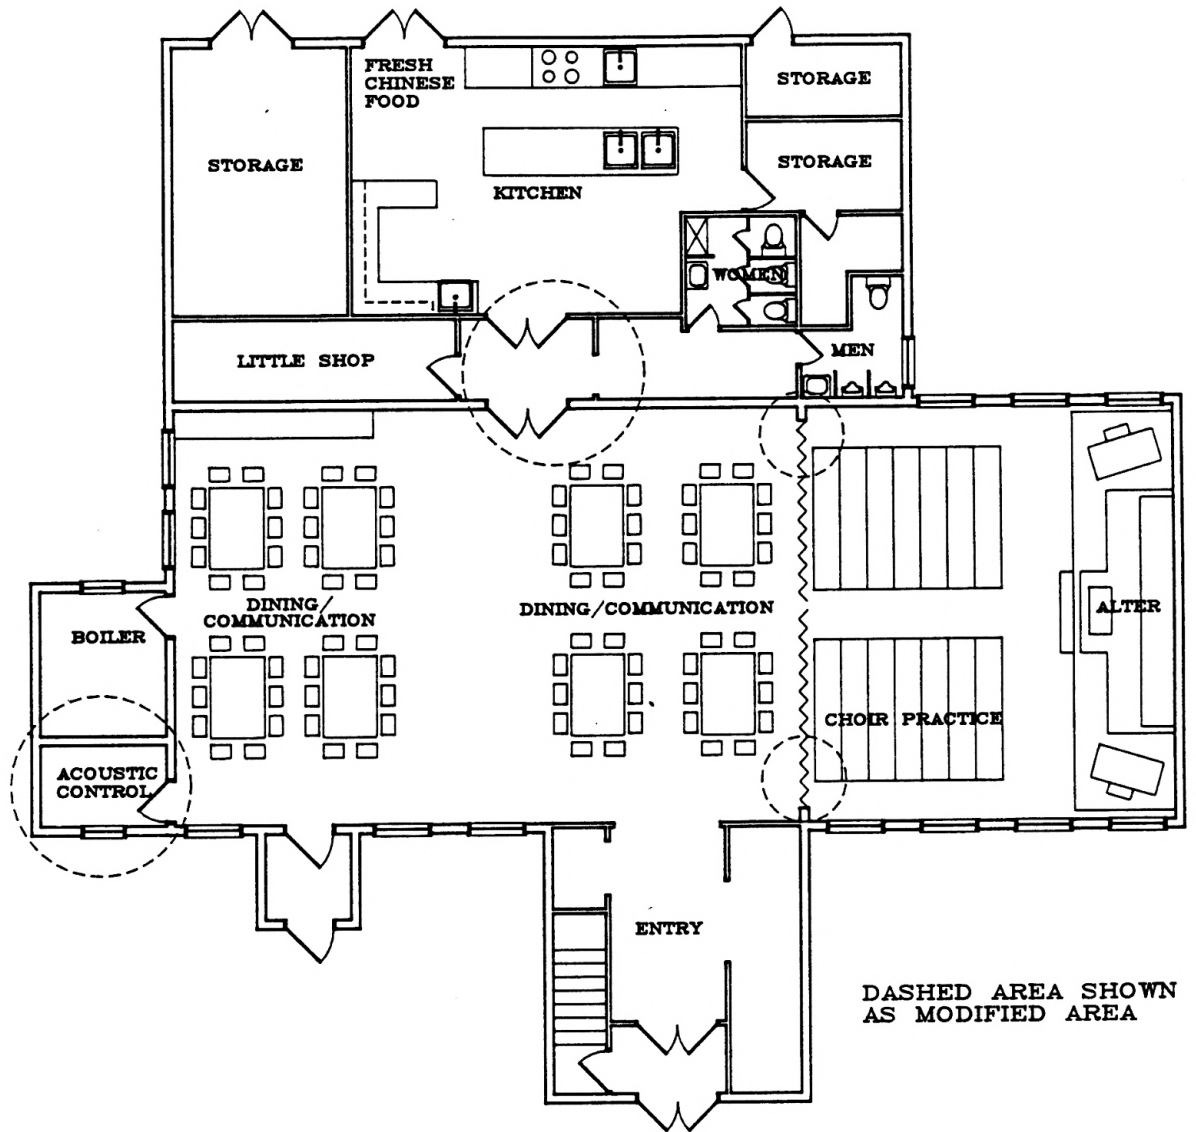 FRESH
CHINESE
FOOD
STORAGE
STORAGE
STORAGE
KITCHEN
WOMEN
LITTLE SHOP
MEN
DINING/
COMMUNICATION
DINING/COMMUNICATION
BOILER
ALTER
CHOIR PRACTICE
ACOUSTIC
CONTROL
ENTRY
DASHED AREA SHOWN
AS MODIFIED AREA